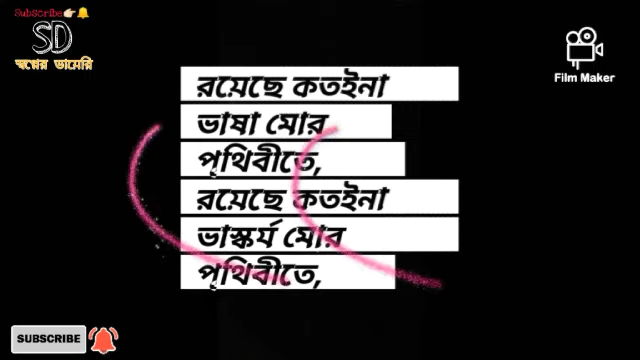 Subscribe👉🔔
SD
স্বপ্নের ডায়েরি
Film Maker
রয়েছে কতইনা
ভাষা মোর
পৃথিবীতে,
রয়েছে কতইনা
ভাস্কর্য মোর
পৃথিবীতে,
SUBSCRIBE